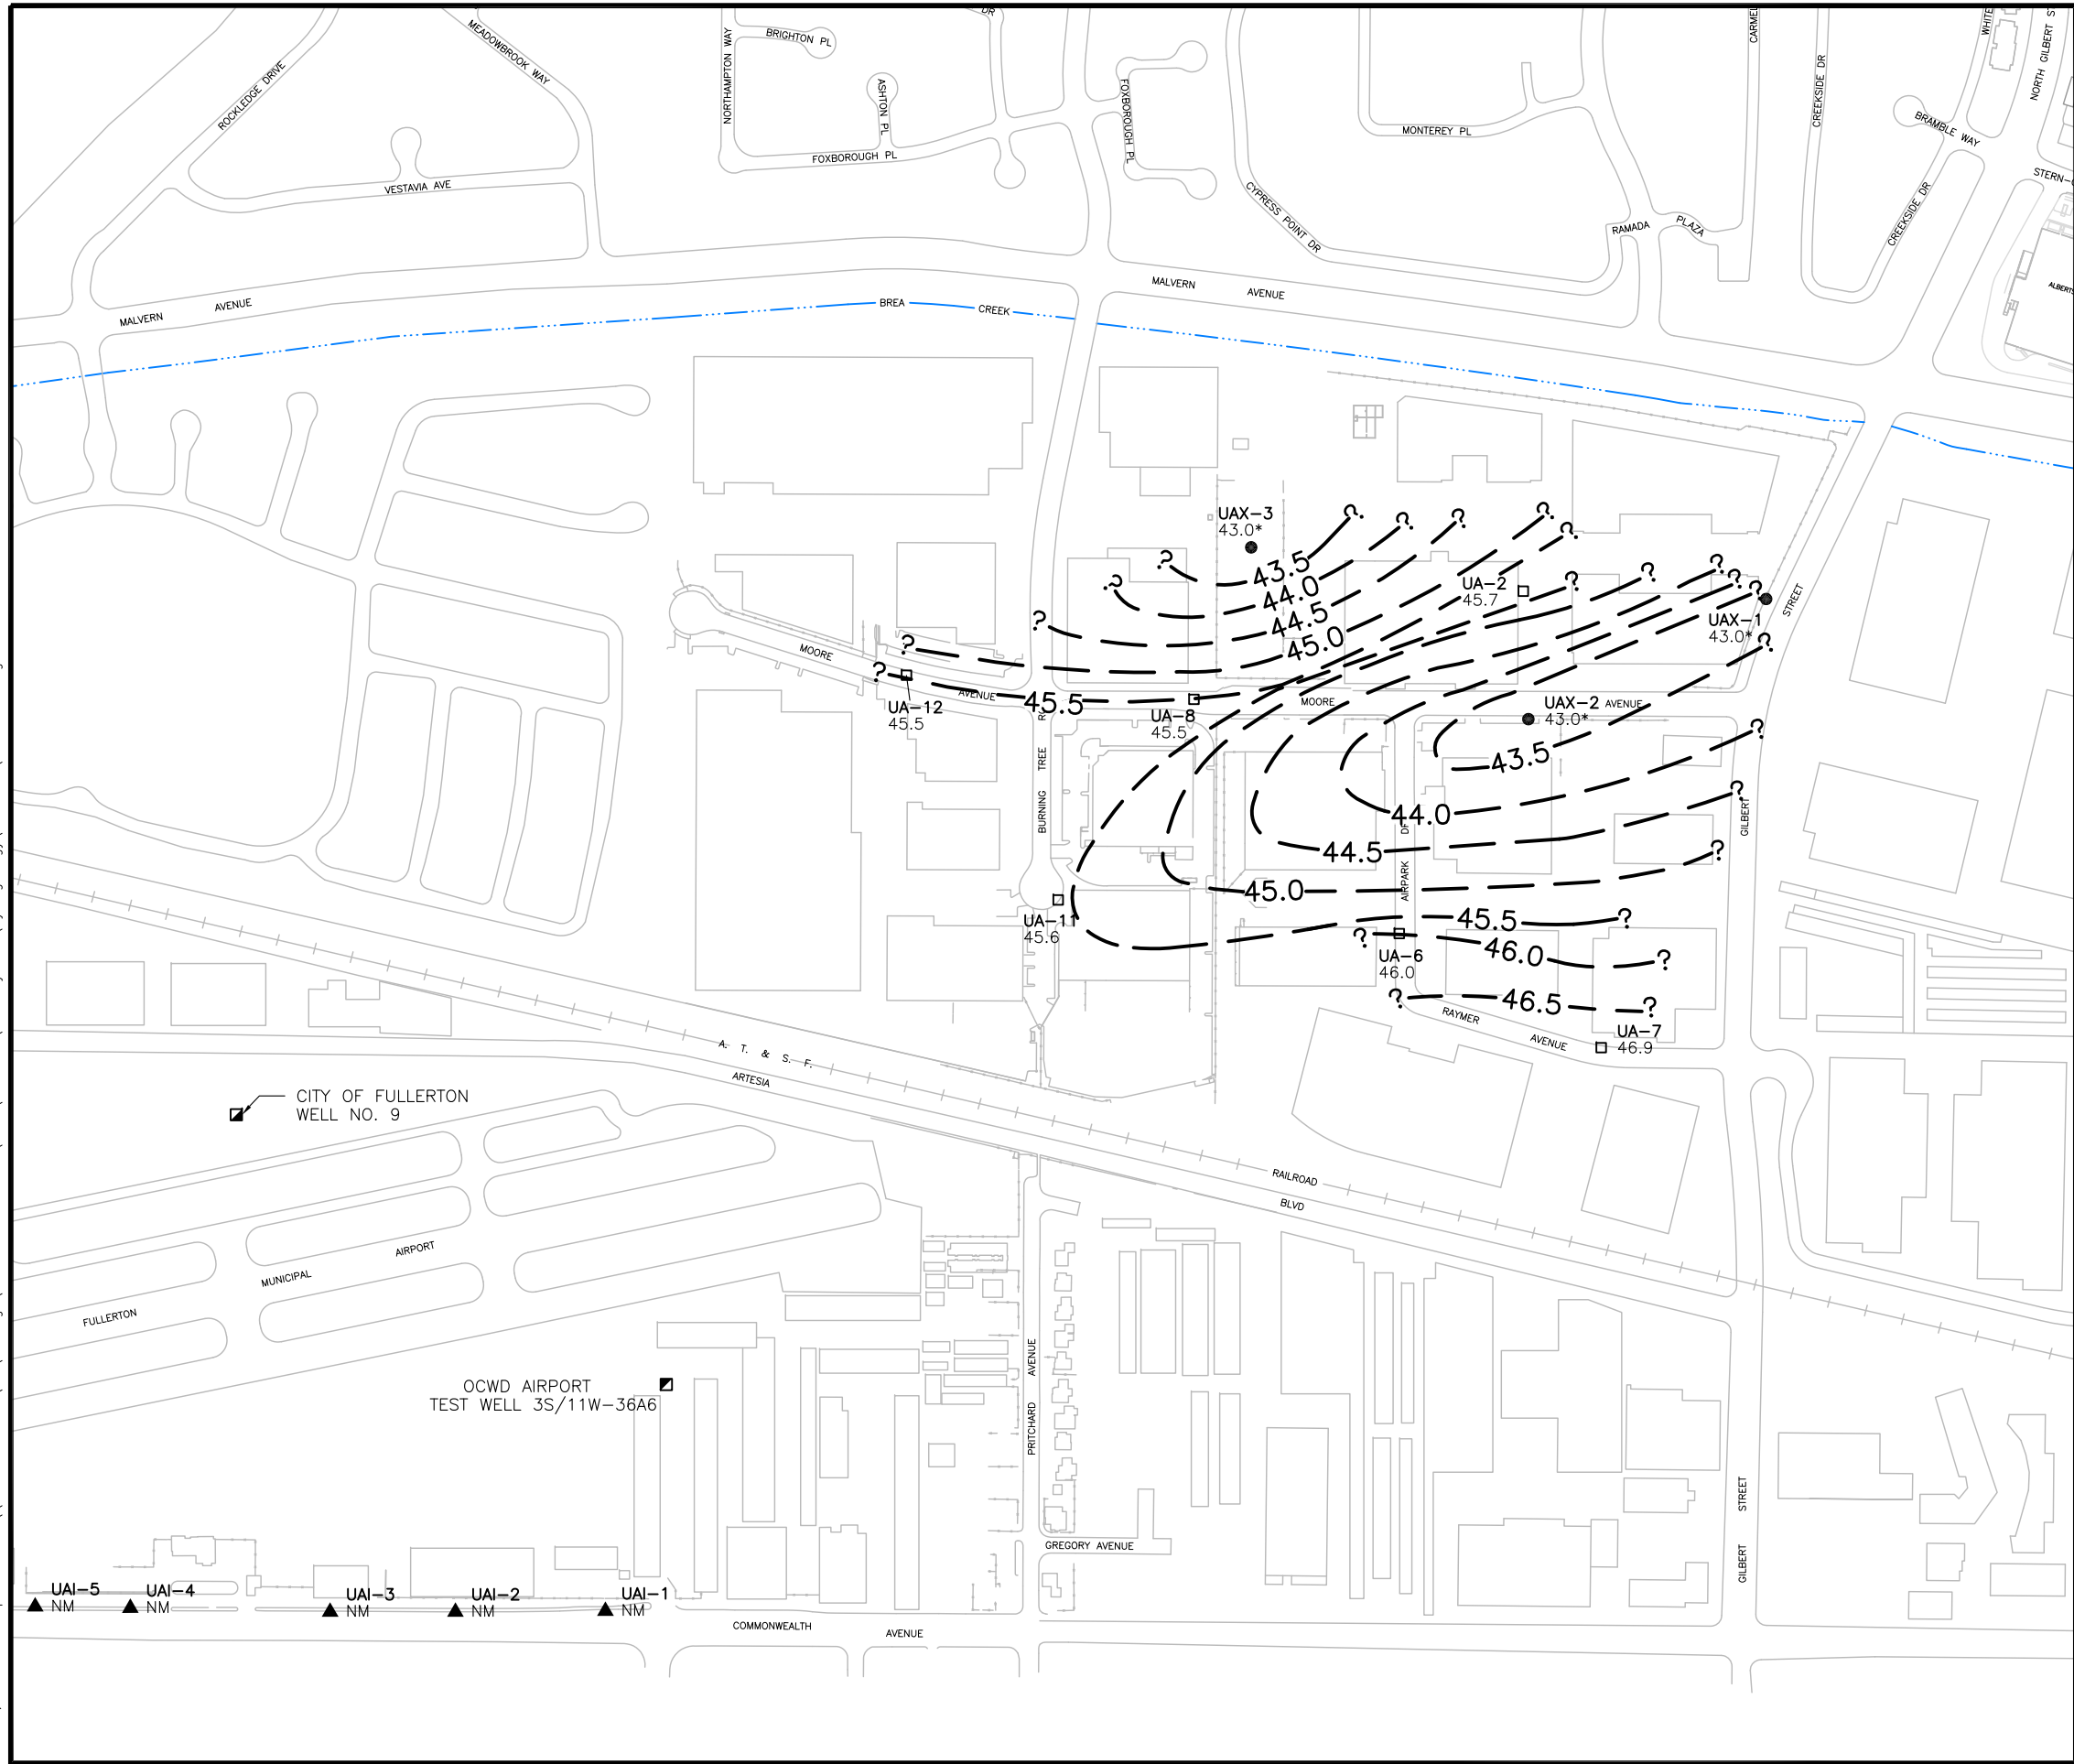 ROCKLEDGE DRIVE
MEADOWBROOK WAY
NORTHAMPTON WAY
BRIGHTON PL
ASHTON PL
FOXBOROUGH PL
VESTAVIA AVE
DR
FOXBOROUGH PL
MONTEREY PL
CYPRESS POINT DR
RAMADA PLAZA
CARMEL
CREEKSIDE DR
CREEKSIDE DR
WHITE
NORTH GILBERT ST
BRAMBLE WAY
STERN-
ALBERTS
MALVERN AVENUE
BREA CREEK
MALVERN AVENUE
UAX-3
43.0*
43.5
44.0
44.5
45.0
UA-2
45.7
UAX-1
43.0*
STREET
MOORE AVENUE
UA-12
45.5
45.5
UA-8
45.5
MOORE AVENUE
UAX-2
43.0*
43.5
44.0
44.5
45.0
45.5
46.0
46.5
BURNING TREE
AIRPARK DR
GILBERT
UA-11
45.6
UA-6
46.0
RAYMER AVENUE
UA-7
46.9
A. T. & S. F. RAILROAD
ARTESIA BLVD
CITY OF FULLERTON
WELL NO. 9
FULLERTON MUNICIPAL AIRPORT
OCWD AIRPORT
TEST WELL 3S/11W-36A6
PRITCHARD AVENUE
GREGORY AVENUE
GILBERT STREET
UAI-5
NM
UAI-4
NM
UAI-3
NM
UAI-2
NM
UAI-1
NM
COMMONWEALTH AVENUE
? ? ? ? ? ? ? ? ? ? ? ? ? ? ? ? ? ? ? ? ? ? ? ? ? ?